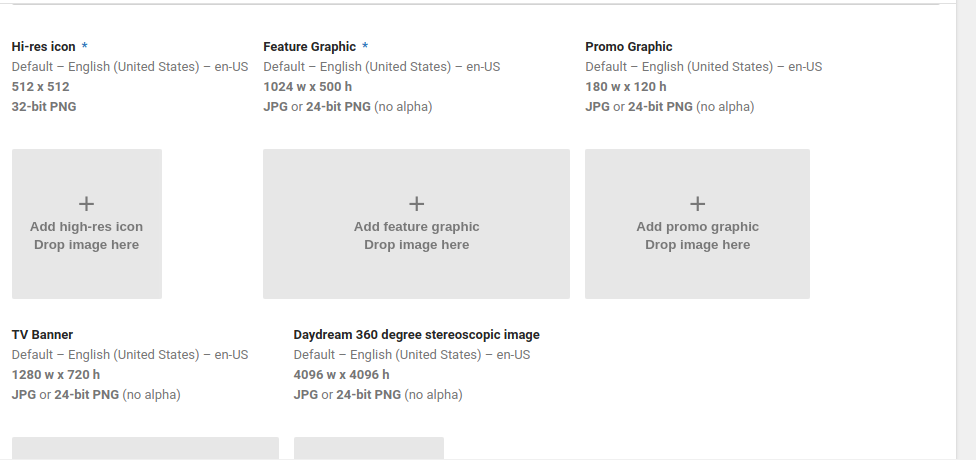 Hi-res icon *
Default – English (United States) – en-US
512 x 512
32-bit PNG
Feature Graphic *
Default – English (United States) – en-US
1024 w x 500 h
JPG or 24-bit PNG (no alpha)
Promo Graphic
Default – English (United States) – en-US
180 w x 120 h
JPG or 24-bit PNG (no alpha)
+
Add high-res icon
Drop image here
+
Add feature graphic
Drop image here
+
Add promo graphic
Drop image here
TV Banner
Default – English (United States) – en-US
1280 w x 720 h
JPG or 24-bit PNG (no alpha)
Daydream 360 degree stereoscopic image
Default – English (United States) – en-US
4096 w x 4096 h
JPG or 24-bit PNG (no alpha)